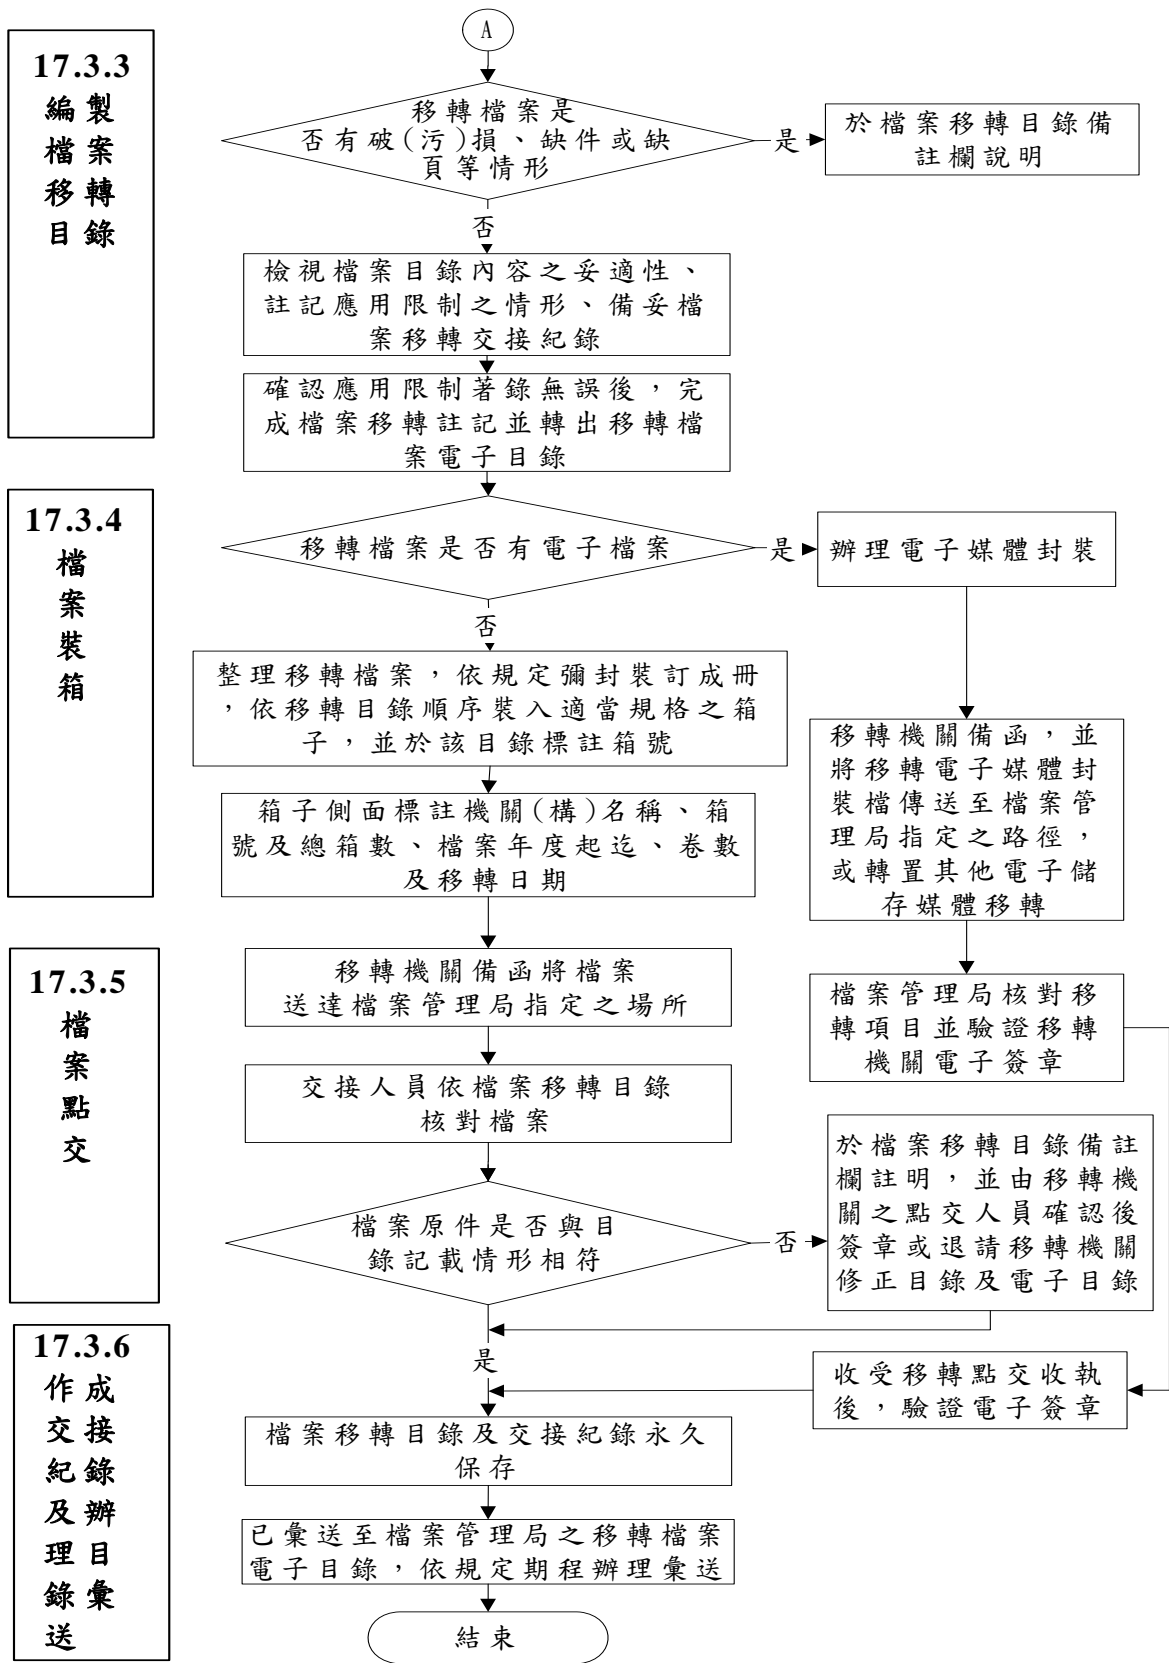 A
17.3.3
編製
檔案
移轉
目錄
移轉檔案是
否有破(污)損、缺件或缺
頁等情形
是
於檔案移轉目錄備
註欄說明
否
檢視檔案目錄內容之妥適性、
註記應用限制之情形、備妥檔
案移轉交接紀錄
確認應用限制著錄無誤後，完
成檔案移轉註記並轉出移轉檔
案電子目錄
17.3.4
檔
案
裝
箱
移轉檔案是否有電子檔案
是
辦理電子媒體封裝
否
整理移轉檔案，依規定彌封裝訂成冊
，依移轉目錄順序裝入適當規格之箱
子，並於該目錄標註箱號
移轉機關備函，並
將移轉電子媒體封
裝檔傳送至檔案管
理局指定之路徑，
或轉置其他電子儲
存媒體移轉
箱子側面標註機關(構)名稱、箱
號及總箱數、檔案年度起迄、卷數
及移轉日期
17.3.5
檔
案
點
交
移轉機關備函將檔案
送達檔案管理局指定之場所
檔案管理局核對移
轉項目並驗證移轉
機關電子簽章
交接人員依檔案移轉目錄
核對檔案
檔案原件是否與目
錄記載情形相符
否
於檔案移轉目錄備註
欄註明，並由移轉機
關之點交人員確認後
簽章或退請移轉機關
修正目錄及電子目錄
17.3.6
作成
交接
紀錄
及辦
理目
錄彙
送
是
收受移轉點交收執
後，驗證電子簽章
檔案移轉目錄及交接紀錄永久
保存
已彙送至檔案管理局之移轉檔案
電子目錄，依規定期程辦理彙送
結束